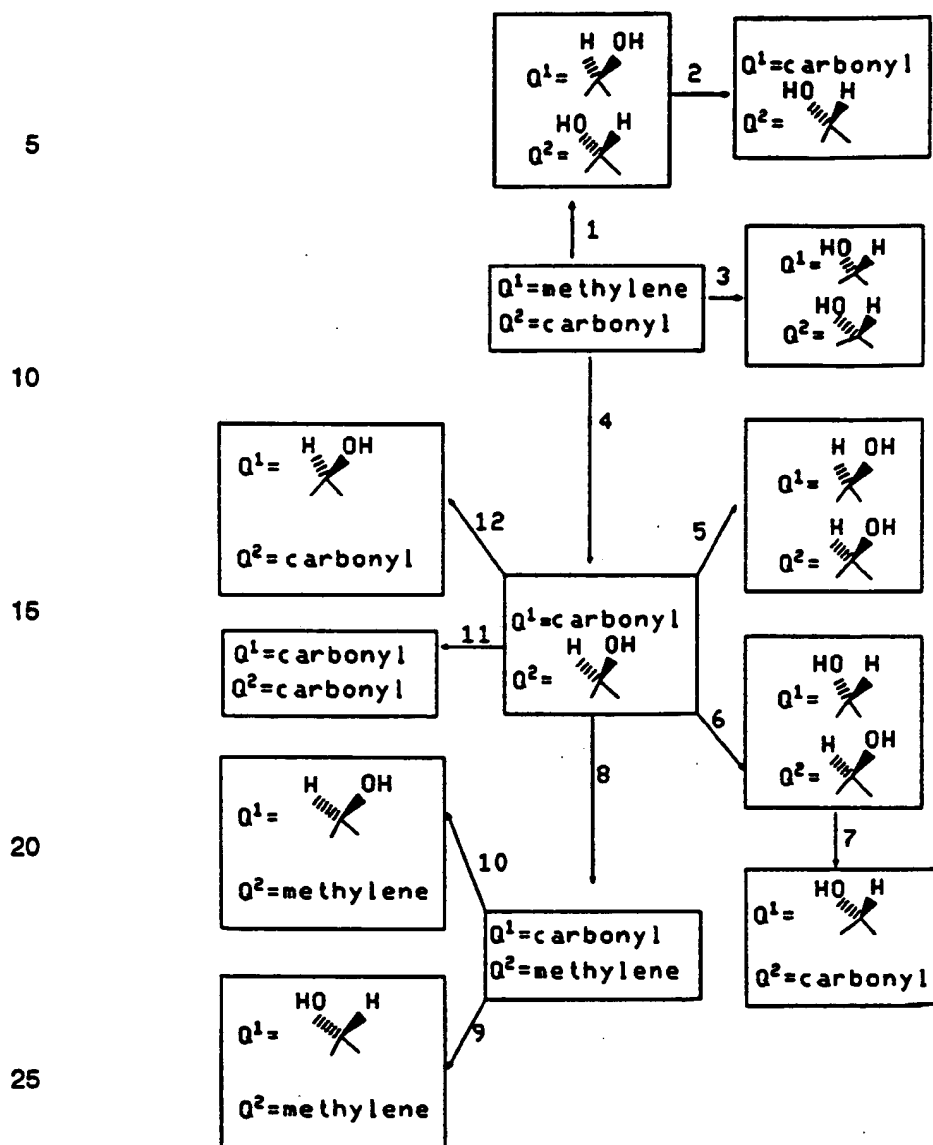 H OH
Q¹=
HO H
Q²=
2
Q¹=carbonyl
HO H
Q²=
5
1
Q¹=methylene
Q²=carbonyl
3
HO H
Q¹=
HO H
Q²=
10
4
H OH
Q¹=
Q²=carbonyl
12
5
H OH
Q¹=
H OH
Q²=
15
Q¹=carbonyl
H OH
Q²=
11
Q¹=carbonyl
Q²=carbonyl
6
HO H
Q¹=
H OH
Q²=
8
H OH
Q¹=
Q²=methylene
20
10
7
HO H
Q¹=
Q²=carbonyl
Q¹=carbonyl
Q²=methylene
9
HO H
Q¹=
Q²=methylene
25